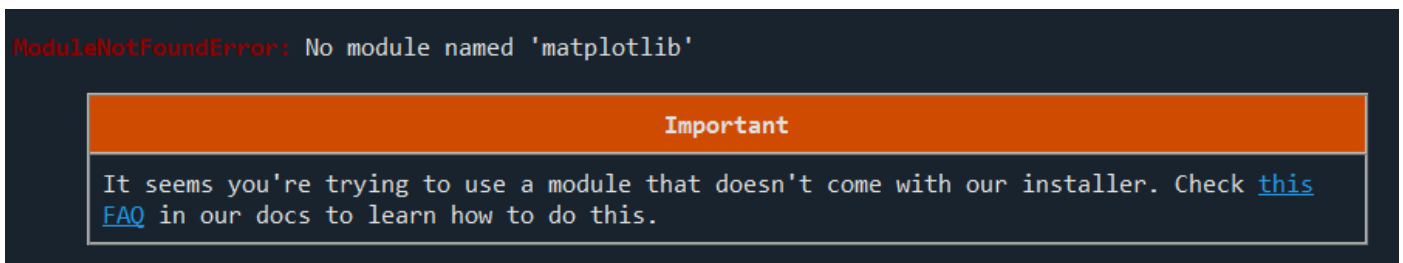 ModuleNotFoundError: No module named 'matplotlib'
Important
It seems you're trying to use a module that doesn't come with our installer. Check this
FAQ in our docs to learn how to do this.